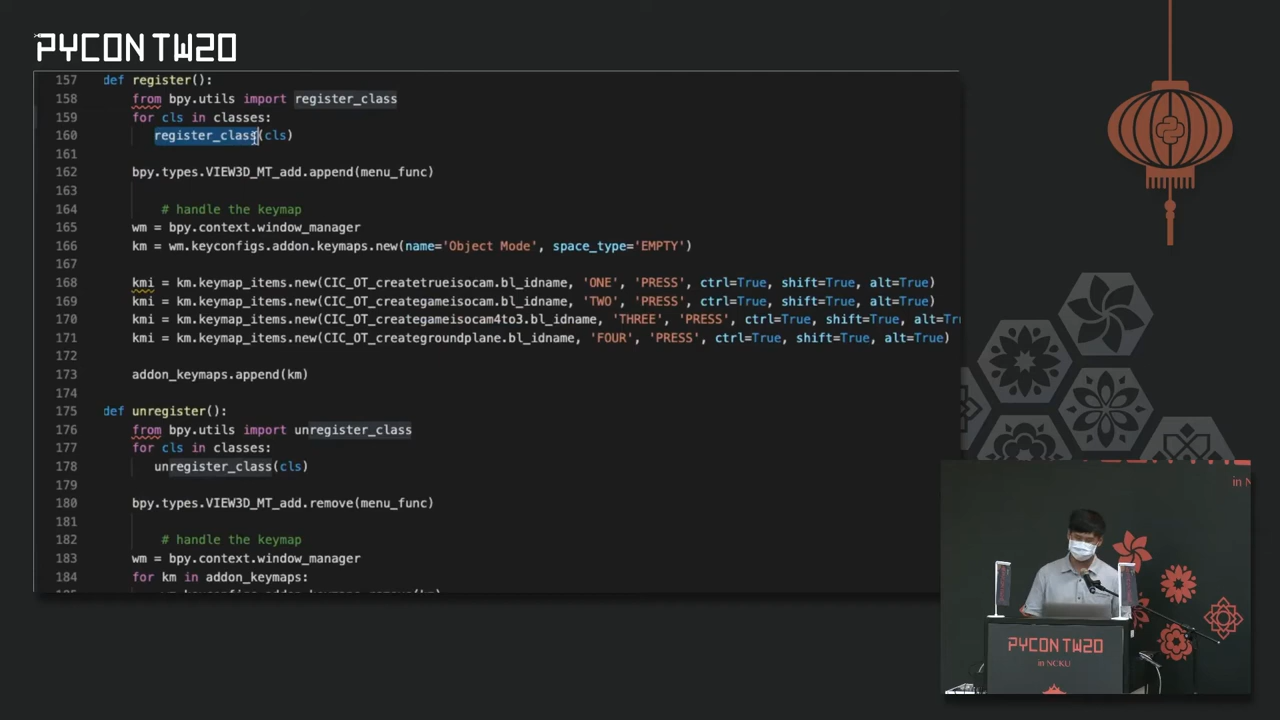 PYCON TW20
157 def register():
158 from bpy.utils import register_class
159 for cls in classes:
160 register_class(cls)
161
162 bpy.types.VIEW3D_MT_add.append(menu_func)
163
164 # handle the keymap
165 wm = bpy.context.window_manager
166 km = wm.keyconfigs.addon.keymaps.new(name='Object Mode', space_type='EMPTY')
167
168 kmi = km.keymap_items.new(CIC_OT_createtrueisocam.bl_idname, 'ONE', 'PRESS', ctrl=True, shift=True, alt=True)
169 kmi = km.keymap_items.new(CIC_OT_creategameisocam.bl_idname, 'TWO', 'PRESS', ctrl=True, shift=True, alt=True)
170 kmi = km.keymap_items.new(CIC_OT_creategameisocam4to3.bl_idname, 'THREE', 'PRESS', ctrl=True, shift=True, alt=Tr
171 kmi = km.keymap_items.new(CIC_OT_creategroundplane.bl_idname, 'FOUR', 'PRESS', ctrl=True, shift=True, alt=True)
172
173 addon_keymaps.append(km)
174
175 def unregister():
176 from bpy.utils import unregister_class
177 for cls in classes:
178 unregister_class(cls)
179
180 bpy.types.VIEW3D_MT_add.remove(menu_func)
181
182 # handle the keymap
183 wm = bpy.context.window_manager
184 for km in addon_keymaps:
in N
PYCON TW20
in NCKU